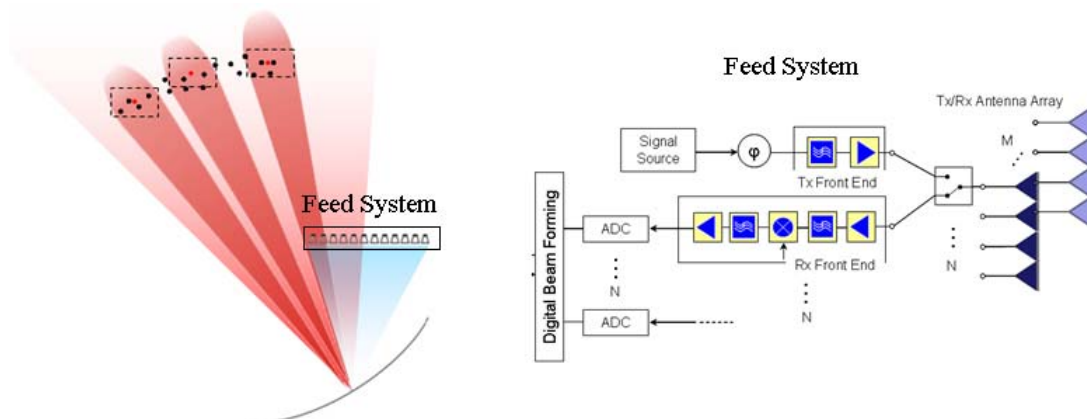 Feed System
Feed System
Tx/Rx Antenna Array
Signal
Source
φ
Tx Front End
M
Digital Beam Forming
ADC
Rx Front End
N
N
N
ADC